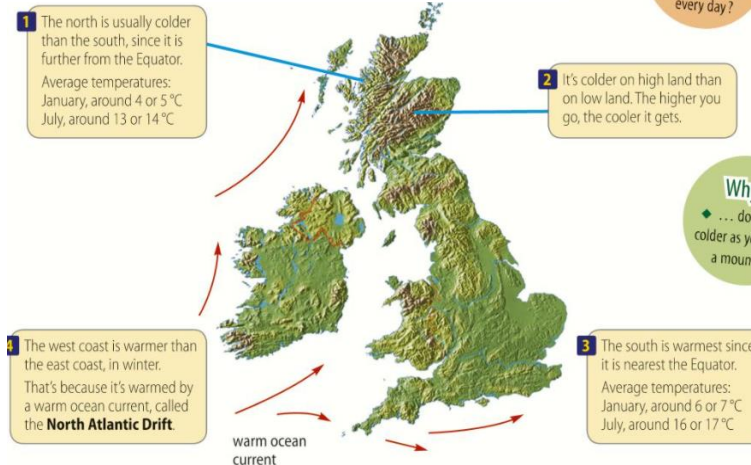 every day?
1 The north is usually colder
than the south, since it is
further from the Equator.
Average temperatures:
January, around 4 or 5 °C
July, around 13 or 14 °C
2 It's colder on high land than
on low land. The higher you
go, the cooler it gets.
Why
◆ … do
colder as yo
a moun
4 The west coast is warmer than
the east coast, in winter.
That's because it's warmed by
a warm ocean current, called
the North Atlantic Drift.
warm ocean
current
3 The south is warmest since
it is nearest the Equator.
Average temperatures:
January, around 6 or 7 °C
July, around 16 or 17 °C